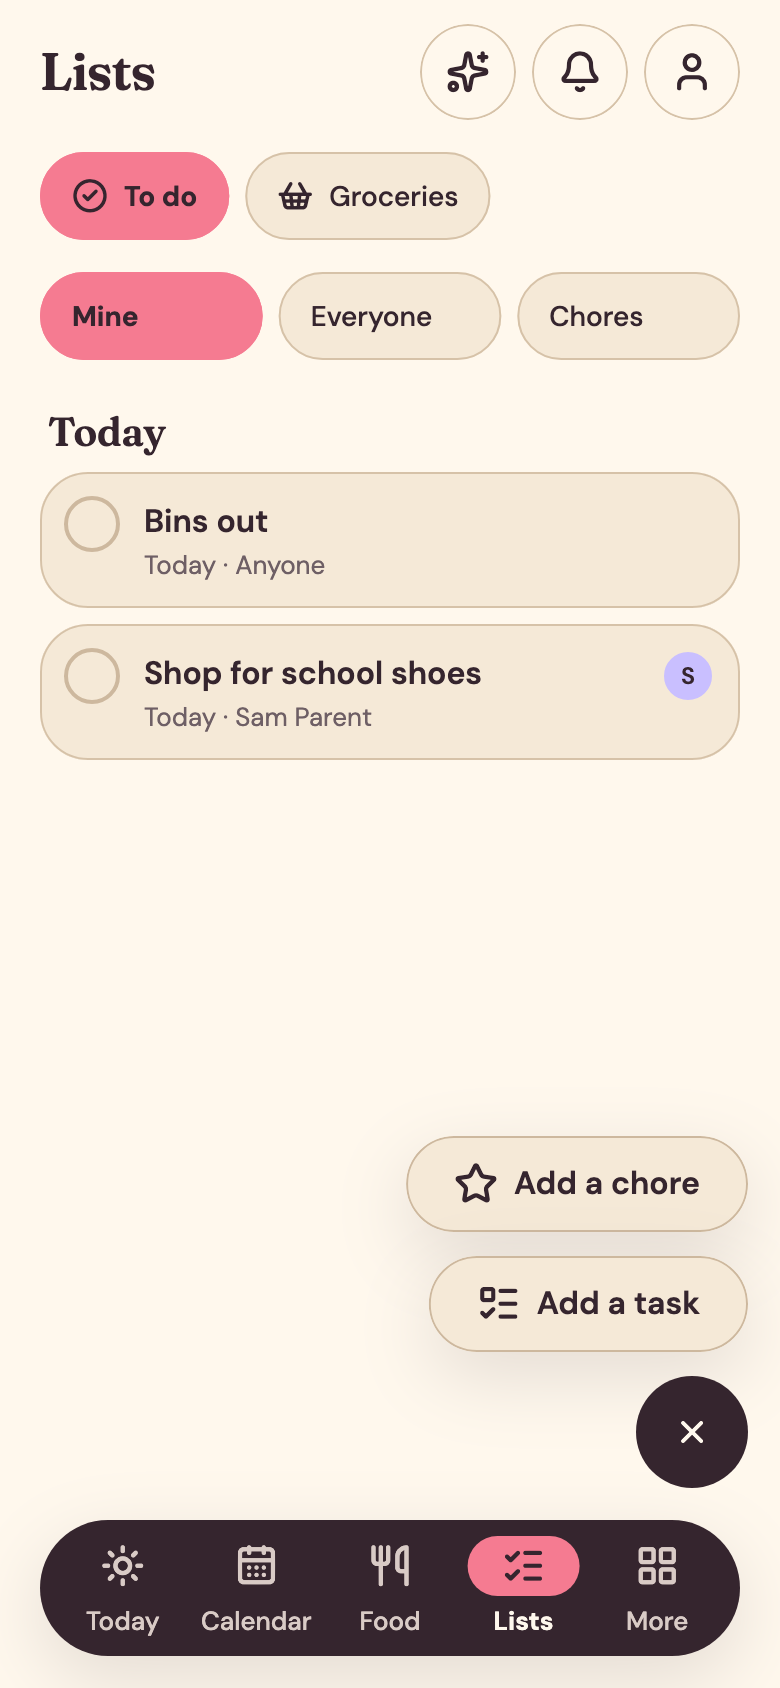 Lists
To do
Groceries
Mine
Everyone
Chores
Today
Bins out
Today · Anyone
Shop for school shoes
S
Today · Sam Parent
Add a chore
Add a task
Today
Calendar
Food
Lists
More